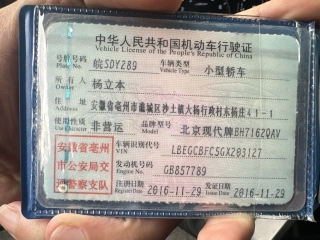 中华人民共和国机动车行驶证
Vehicle License of the People's Republic of China
号牌号码 皖SDY289 车辆类型 小型轿车
Plate No. Vehicle Type
所有人 杨立本
Owner
住址 安徽省亳州市谯城区沙土镇大杨行政村东杨庄41-1
Address
使用性质 非营运 品牌型号 北京现代牌BH7162QAV
Use Character Model
安徽省亳州 车辆识别代号 LBEGCBFC5GX203127
VIN
市公安局交 发动机号码 GB857789
Engine No.
通警察支队 注册日期 2016-11-29 发证日期 2016-11-29
Register Date Issue Date